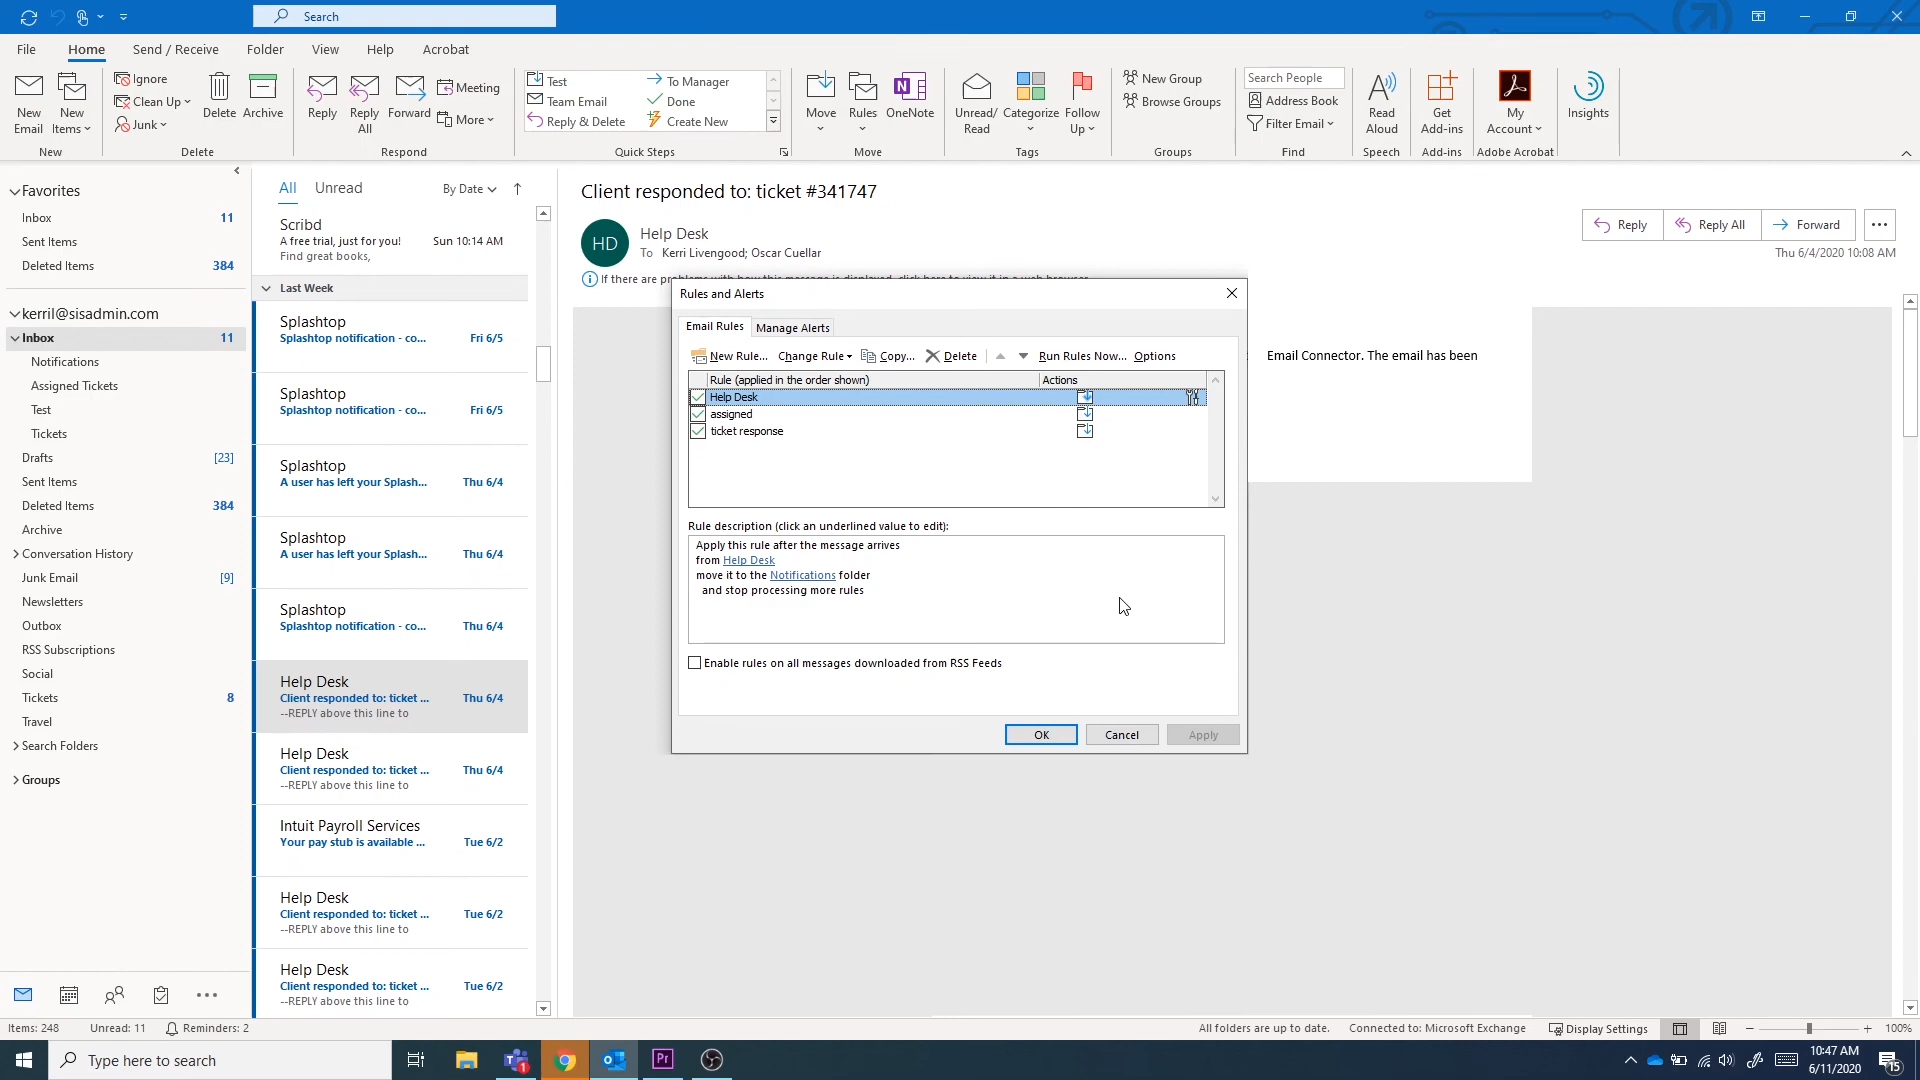 Search
File Home Send / Receive Folder View Help Acrobat
New Email
New Items
New
Ignore
Clean Up
Junk
Delete
Archive
Delete
Reply
Reply All
Forward
Meeting
More
Respond
Test
Team Email
Reply & Delete
To Manager
Done
Create New
Quick Steps
Move
Rules
OneNote
Move
Unread/ Read
Categorize
Follow Up
Tags
New Group
Browse Groups
Groups
Search People
Address Book
Filter Email
Find
Read Aloud
Speech
Get Add-ins
Add-ins
My Account
Adobe Acrobat
Insights
Favorites
Inbox 11
Sent Items
Deleted Items 384
kerril@sisadmin.com
Inbox 11
Notifications
Assigned Tickets
Test
Tickets
Drafts [23]
Sent Items
Deleted Items 384
Archive
Conversation History
Junk Email [9]
Newsletters
Outbox
RSS Subscriptions
Social
Tickets 8
Travel
Search Folders
Groups
All Unread By Date
Scribd
A free trial, just for you! Sun 10:14 AM
Find great books,
Last Week
Splashtop
Splashtop notification - co... Fri 6/5
Splashtop
Splashtop notification - co... Fri 6/5
Splashtop
A user has left your Splash... Thu 6/4
Splashtop
A user has left your Splash... Thu 6/4
Splashtop
Splashtop notification - co... Thu 6/4
Help Desk
Client responded to: ticket ... Thu 6/4
--REPLY above this line to
Help Desk
Client responded to: ticket ... Thu 6/4
--REPLY above this line to
Intuit Payroll Services
Your pay stub is available ... Tue 6/2
Help Desk
Client responded to: ticket ... Tue 6/2
--REPLY above this line to
Help Desk
Client responded to: ticket ... Tue 6/2
--REPLY above this line to
Client responded to: ticket #341747
HD
Help Desk
To Kerri Livengood; Oscar Cuellar
Reply
Reply All
Forward
Thu 6/4/2020 10:08 AM
If there are
Email Connector. The email has been
Rules and Alerts
Email Rules Manage Alerts
New Rule... Change Rule Copy... Delete Run Rules Now... Options
Rule (applied in the order shown) Actions
Help Desk
assigned
ticket response
Rule description (click an underlined value to edit):
Apply this rule after the message arrives
from Help Desk
move it to the Notifications folder
and stop processing more rules
Enable rules on all messages downloaded from RSS Feeds
OK Cancel Apply
Items: 248 Unread: 11 Reminders: 2
All folders are up to date. Connected to: Microsoft Exchange Display Settings 100%
Type here to search
Pr
1
10:47 AM
6/11/2020
15